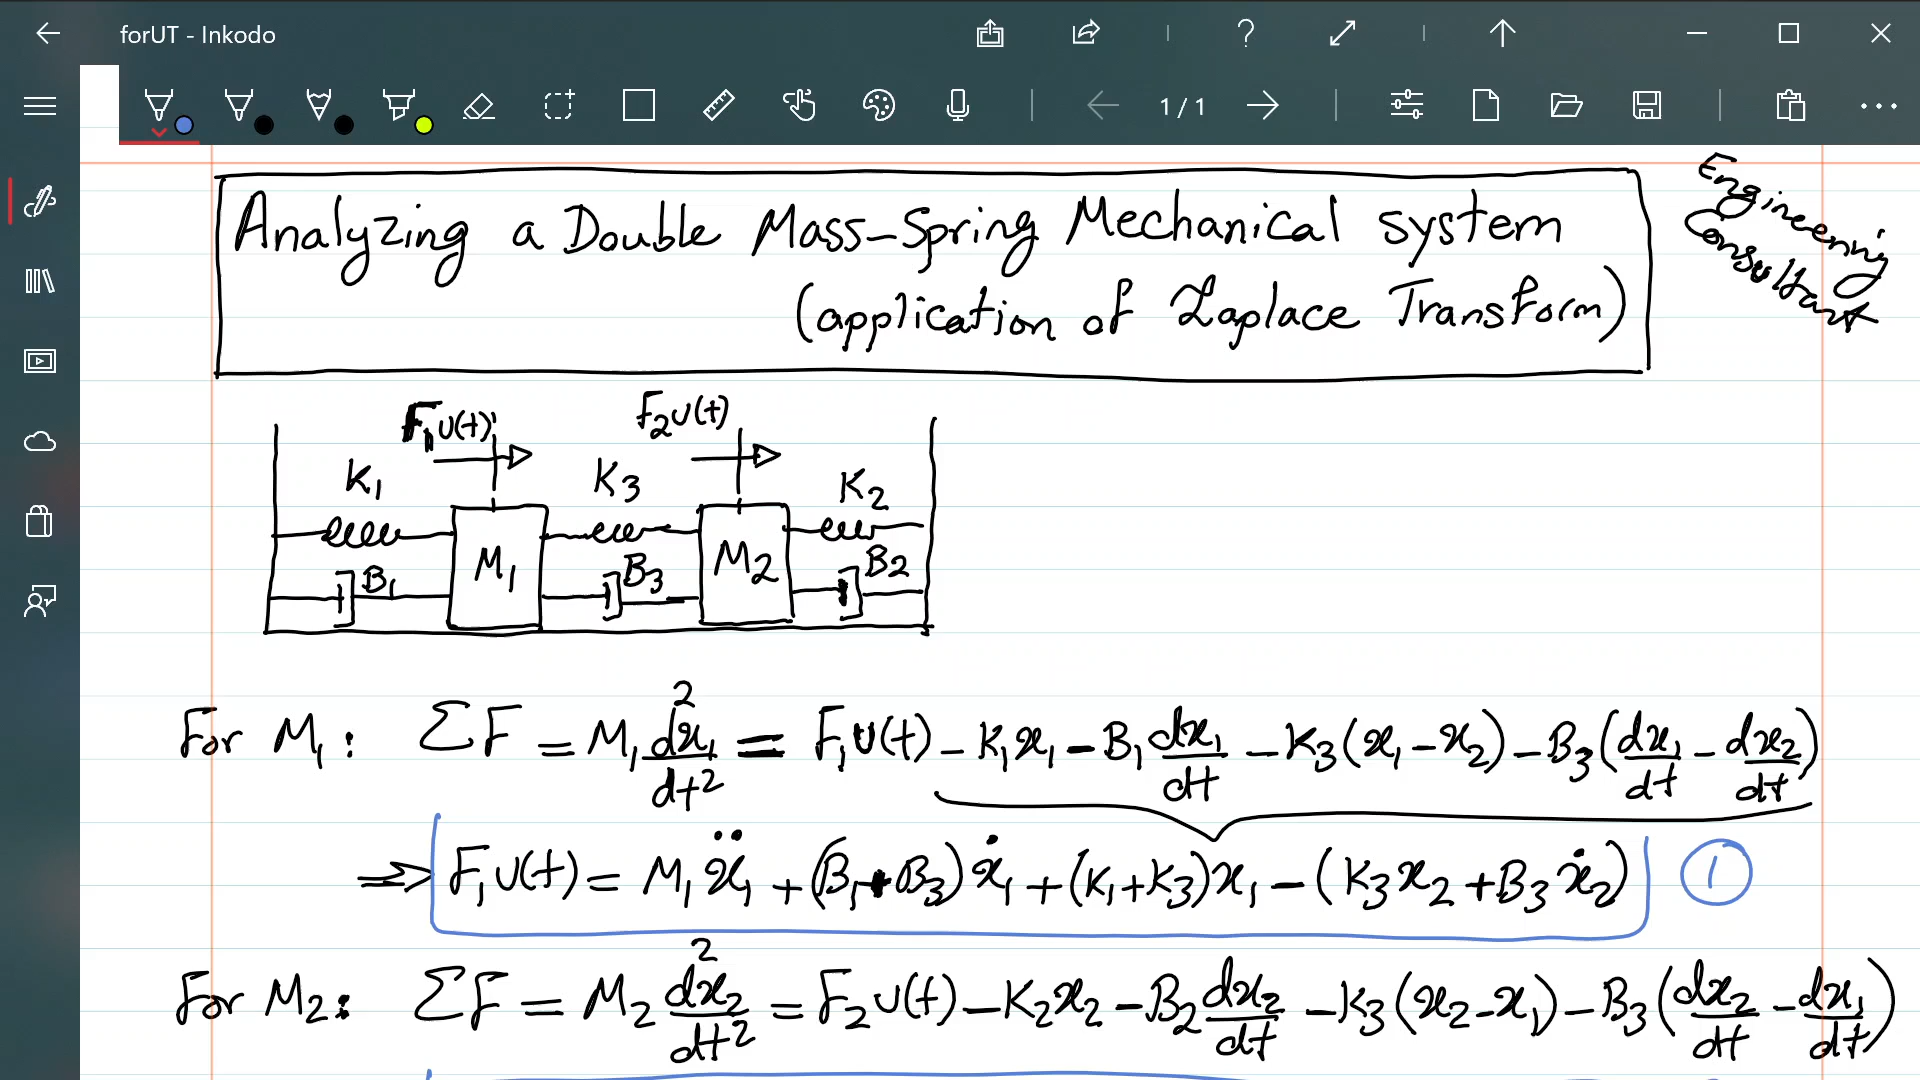 forUT - Inkodo
1 / 1
Analyzing a Double Mass-Spring Mechanical system
(application of Laplace Transform)
Engineering
Consultant
F₁u(t)
F₂u(t)
K₁
K₃
K₂
M₁
M₂
B₁
B₃
B₂
For M₁: ΣF = M₁ d²x₁/dt² = F₁u(t) - K₁x₁ - B₁ dx₁/dt - K₃(x₁ - x₂) - B₃(dx₁/dt - dx₂/dt)
⇒ F₁u(t) = M₁ẍ₁ + (B₁+B₃)ẋ₁ + (K₁+K₃)x₁ - (K₃x₂ + B₃ẋ₂) ①
For M₂: ΣF = M₂ d²x₂/dt² = F₂u(t) - K₂x₂ - B₂ dx₂/dt - K₃(x₂ - x₁) - B₃(dx₂/dt - dx₁/dt)